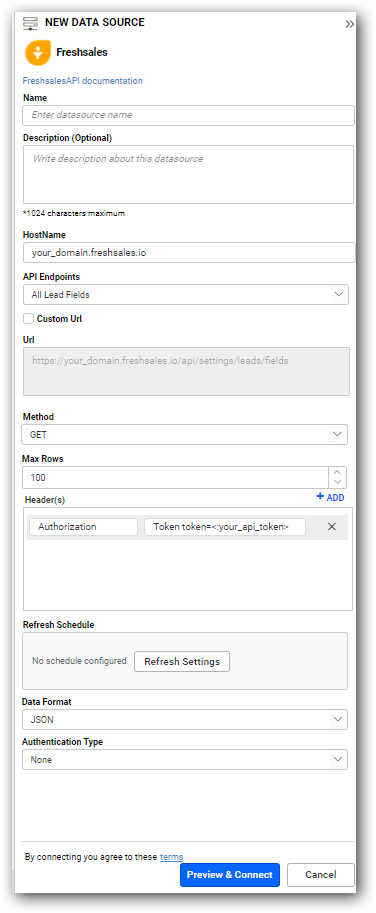 NEW DATA SOURCE
Freshsales
FreshsalesAPI documentation
Name
Enter datasource name
Description (Optional)
Write description about this datasource
*1024 characters maximum
HostName
your_domain.freshsales.io
API Endpoints
All Lead Fields
Custom Url
Url
https://your_domain.freshsales.io/api/settings/leads/fields
Method
GET
Max Rows
100
Header(s)
+ ADD
Authorization
Token token=<:your_api_token>
Refresh Schedule
No schedule configured
Refresh Settings
Data Format
JSON
Authentication Type
None
By connecting you agree to these terms
Preview & Connect
Cancel